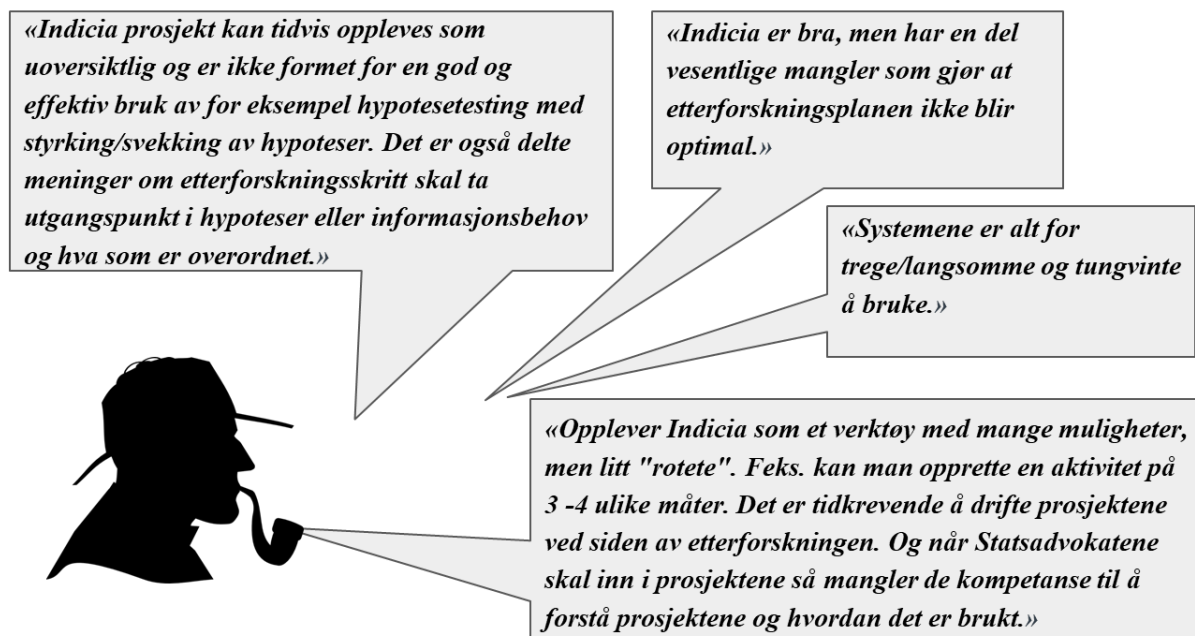 «Indicia prosjekt kan tidvis oppleves som
uoversiktlig og er ikke formet for en god og
effektiv bruk av for eksempel hypotesetesting med
styrking/svekking av hypoteser. Det er også delte
meninger om etterforskningsskritt skal ta
utgangspunkt i hypoteser eller informasjonsbehov
og hva som er overordnet.»
«Indicia er bra, men har en del
vesentlige mangler som gjør at
etterforskningsplanen ikke blir
optimal.»
«Systemene er alt for
trege/langsomme og tungvinte
å bruke.»
«Opplever Indicia som et verktøy med mange muligheter,
men litt "rotete". Feks. kan man opprette en aktivitet på
3 -4 ulike måter. Det er tidkrevende å drifte prosjektene
ved siden av etterforskningen. Og når Statsadvokatene
skal inn i prosjektene så mangler de kompetanse til å
forstå prosjektene og hvordan det er brukt.»